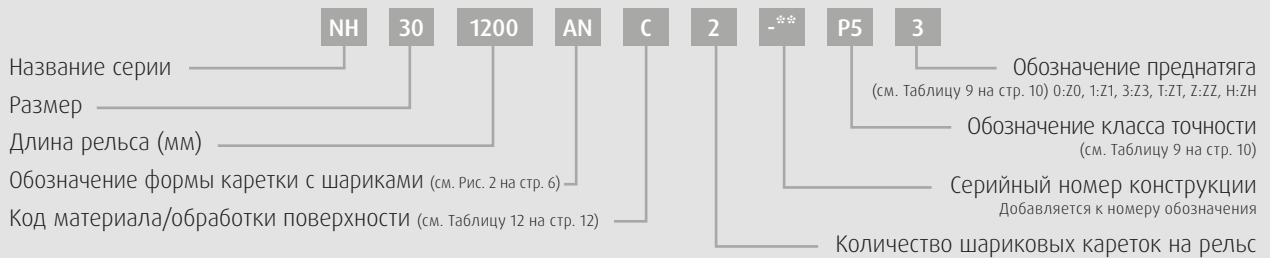 NH 30 1200 AN C 2 -** P5 3
Название серии
Размер
Длина рельса (мм)
Обозначение формы каретки с шариками (см. Рис. 2 на стр. 6)
Код материала/обработки поверхности (см. Таблицу 12 на стр. 12)
Обозначение преднатяга
(см. Таблицу 9 на стр. 10) 0:Z0, 1:Z1, 3:Z3, T:ZT, Z:ZZ, H:ZH
Обозначение класса точности
(см. Таблицу 9 на стр. 10)
Серийный номер конструкции
Добавляется к номеру обозначения
Количество шариковых кареток на рельс